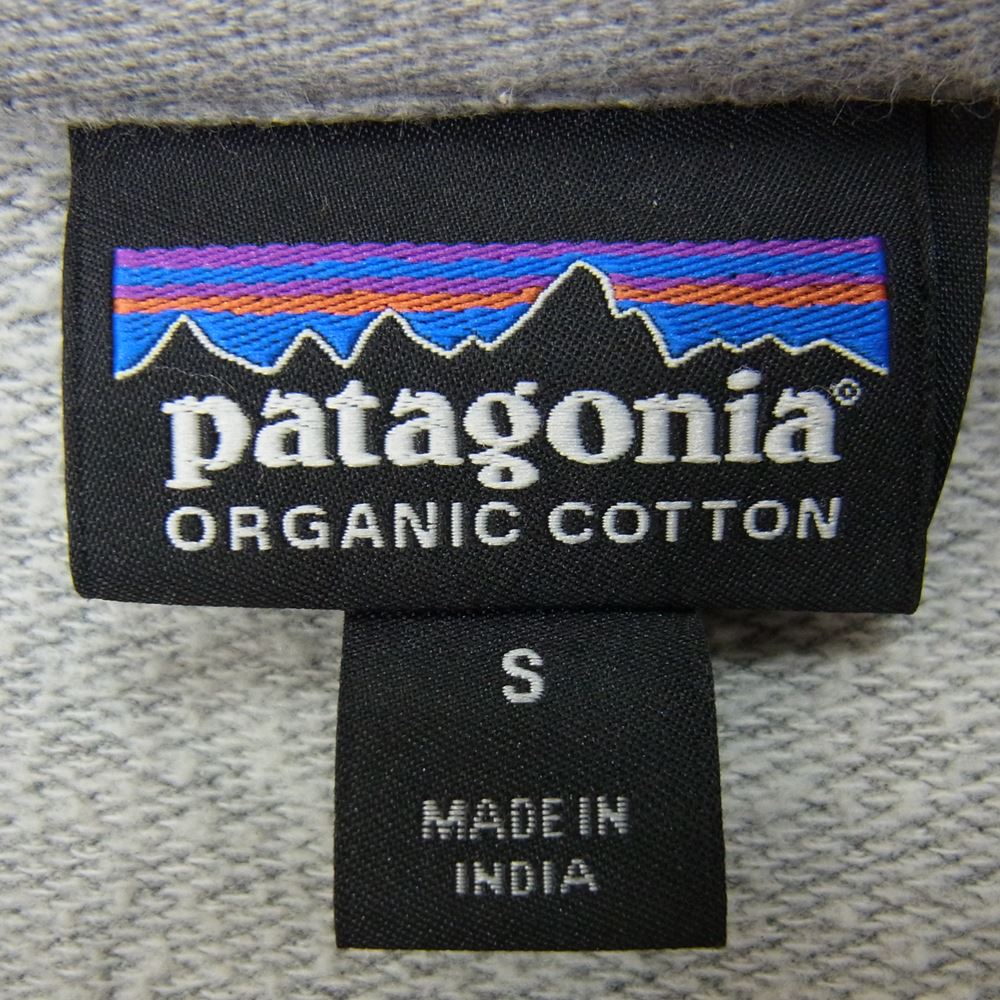 patagonia®
ORGANIC COTTON
S
MADE IN
INDIA